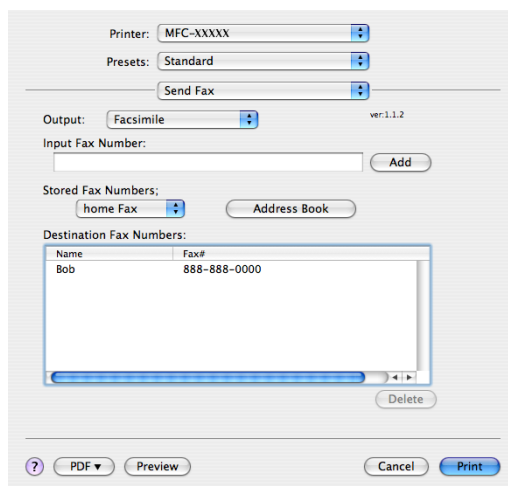 Printer: MFC-XXXXX
Presets: Standard
Send Fax
Output: Facsimile ver:1.1.2
Input Fax Number:
Add
Stored Fax Numbers;
home Fax Address Book
Destination Fax Numbers:
Name Fax#
Bob 888-888-0000
Delete
? PDF▼ Preview Cancel Print